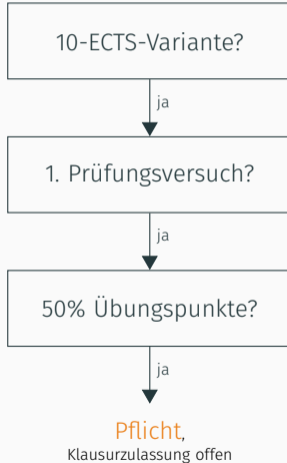 10-ECTS-Variante?
ja
1. Prüfungsversuch?
ja
50% Übungspunkte?
ja
Pflicht,
Klausurzulassung offen